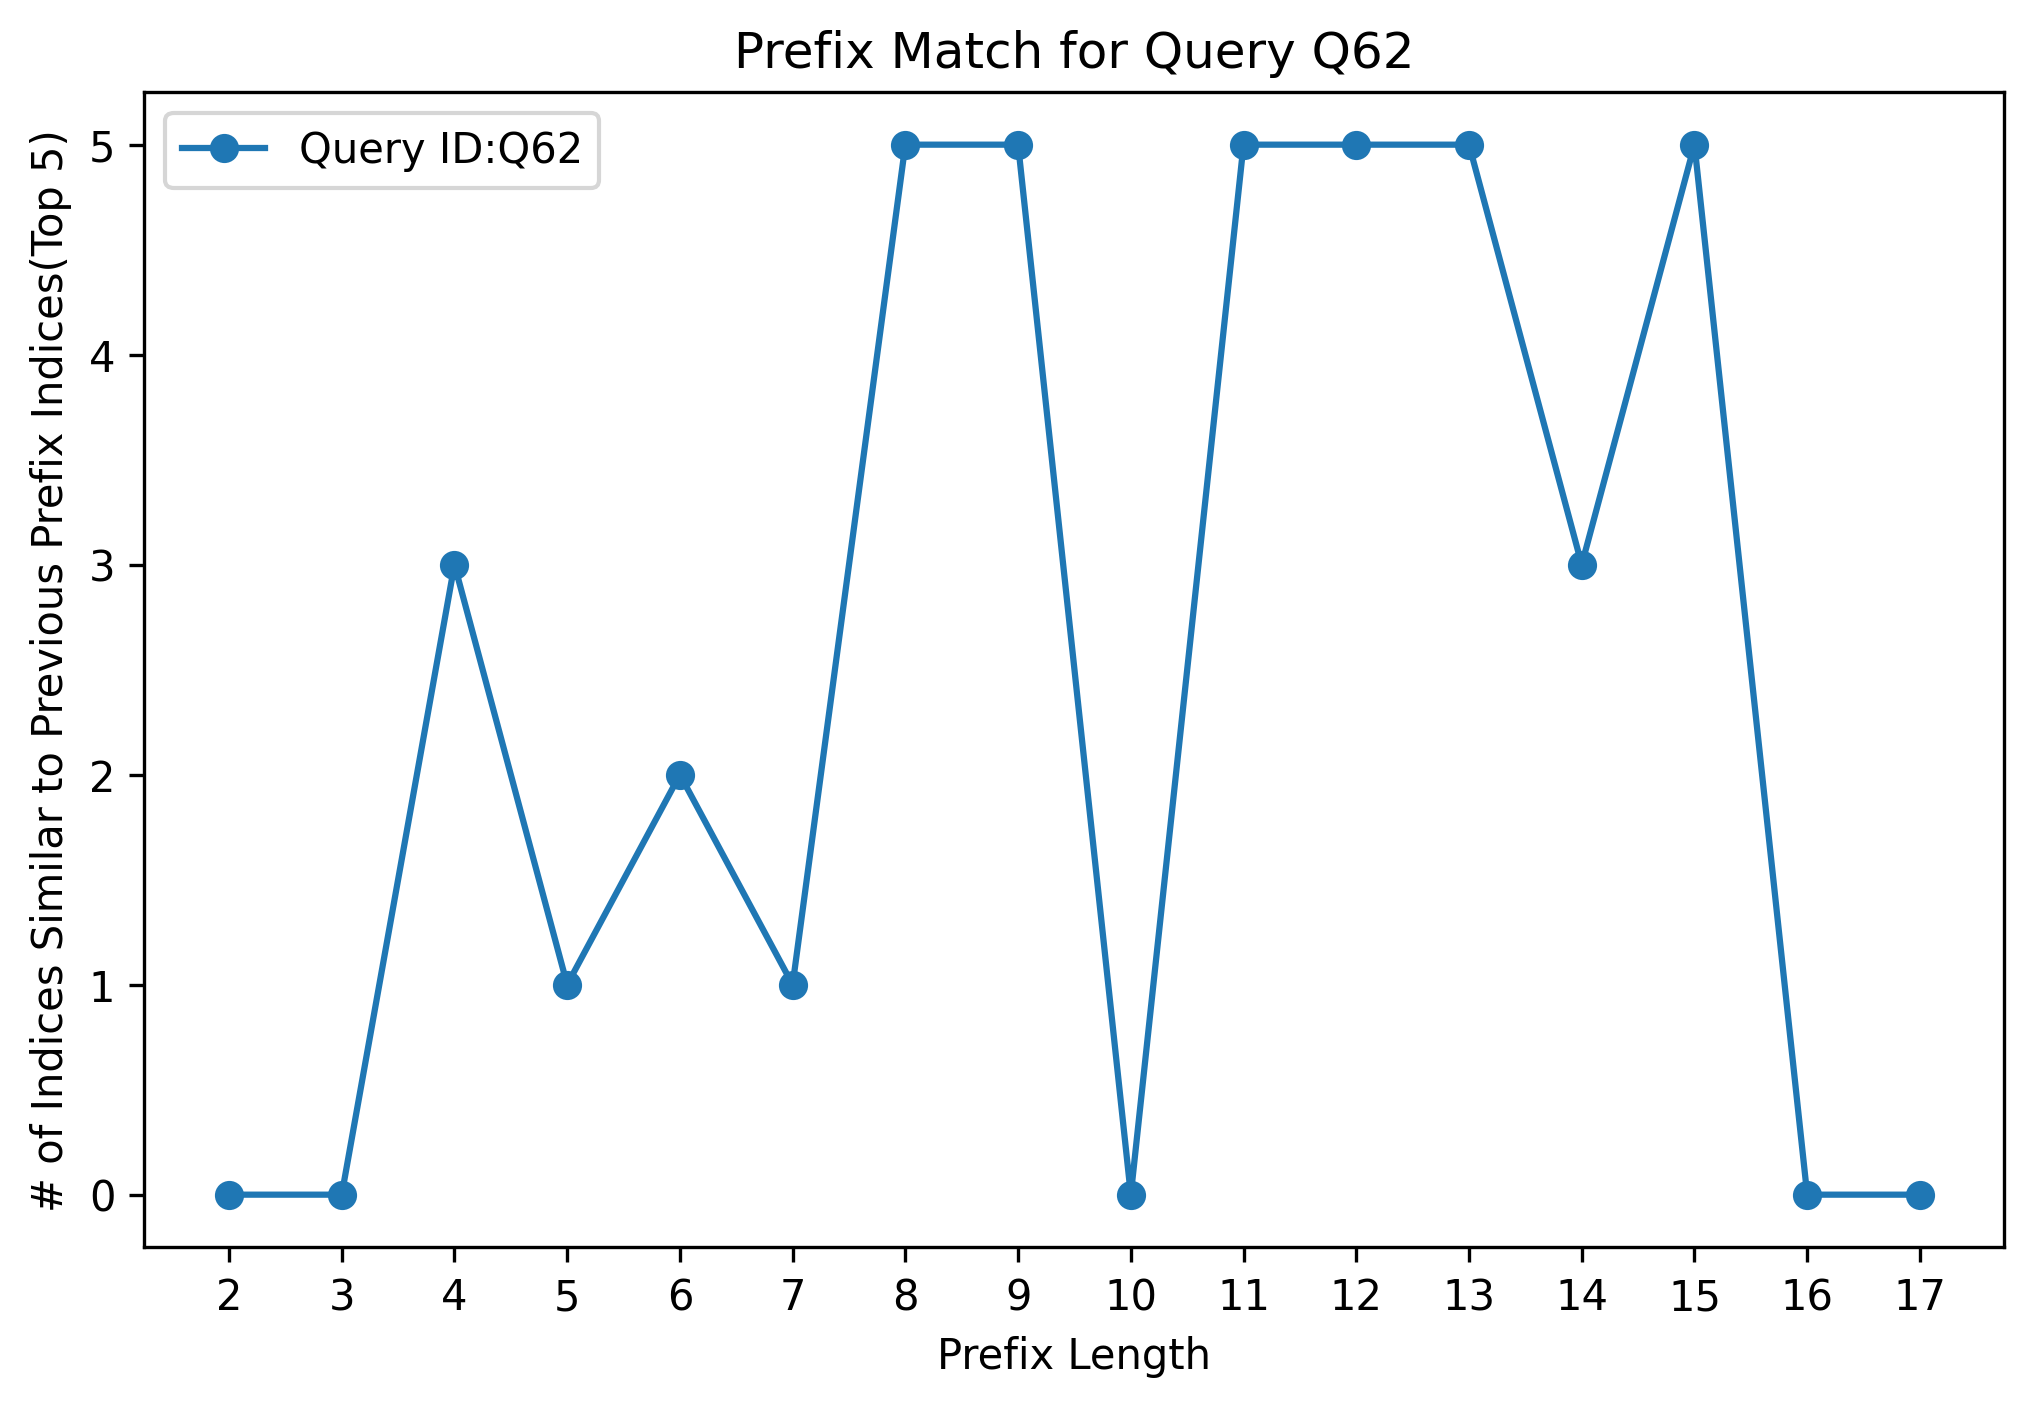 Prefix Match for Query Q62
Query ID:Q62
# of Indices Similar to Previous Prefix Indices(Top 5)
5
4
3
2
1
0
2 3 4 5 6 7 8 9 10 11 12 13 14 15 16 17
Prefix Length